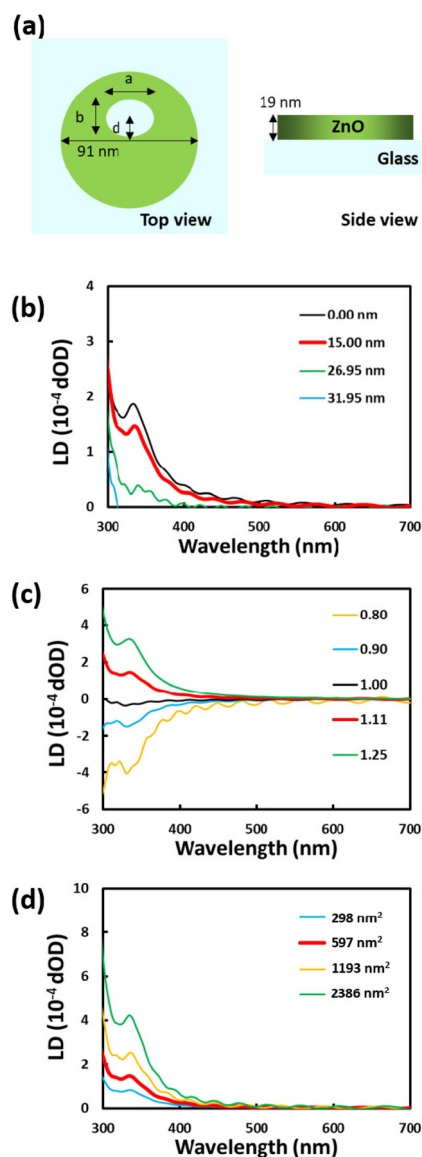 (a)
a
b
d
91 nm
Top view
19 nm
ZnO
Glass
Side view
(b)
LD (10⁻⁴ dOD)
4
3
2
1
0
0.00 nm
15.00 nm
26.95 nm
31.95 nm
300 400 500 600 700
Wavelength (nm)
(c)
LD (10⁻⁴ dOD)
6
4
2
0
-2
-4
-6
0.80
0.90
1.00
1.11
1.25
300 400 500 600 700
Wavelength (nm)
(d)
LD (10⁻⁴ dOD)
10
8
6
4
2
0
298 nm²
597 nm²
1193 nm²
2386 nm²
300 400 500 600 700
Wavelength (nm)